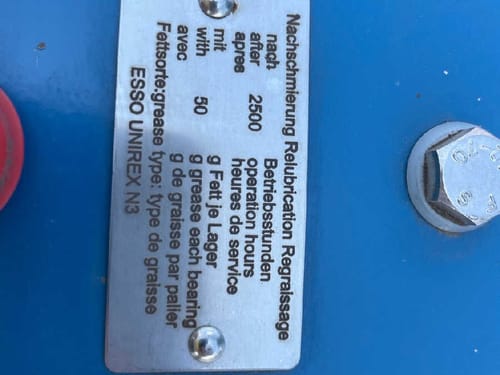 Nachschmierung Relubrication Regraissage
nach Betriebsstunden
after 2500 operation hours
apres heures de service
mit g Fett je Lager
with 50 g grease each bearing
avec g de graisse par palier
Fettsorte:grease type: type de graisse
ESSO UNIREX N3